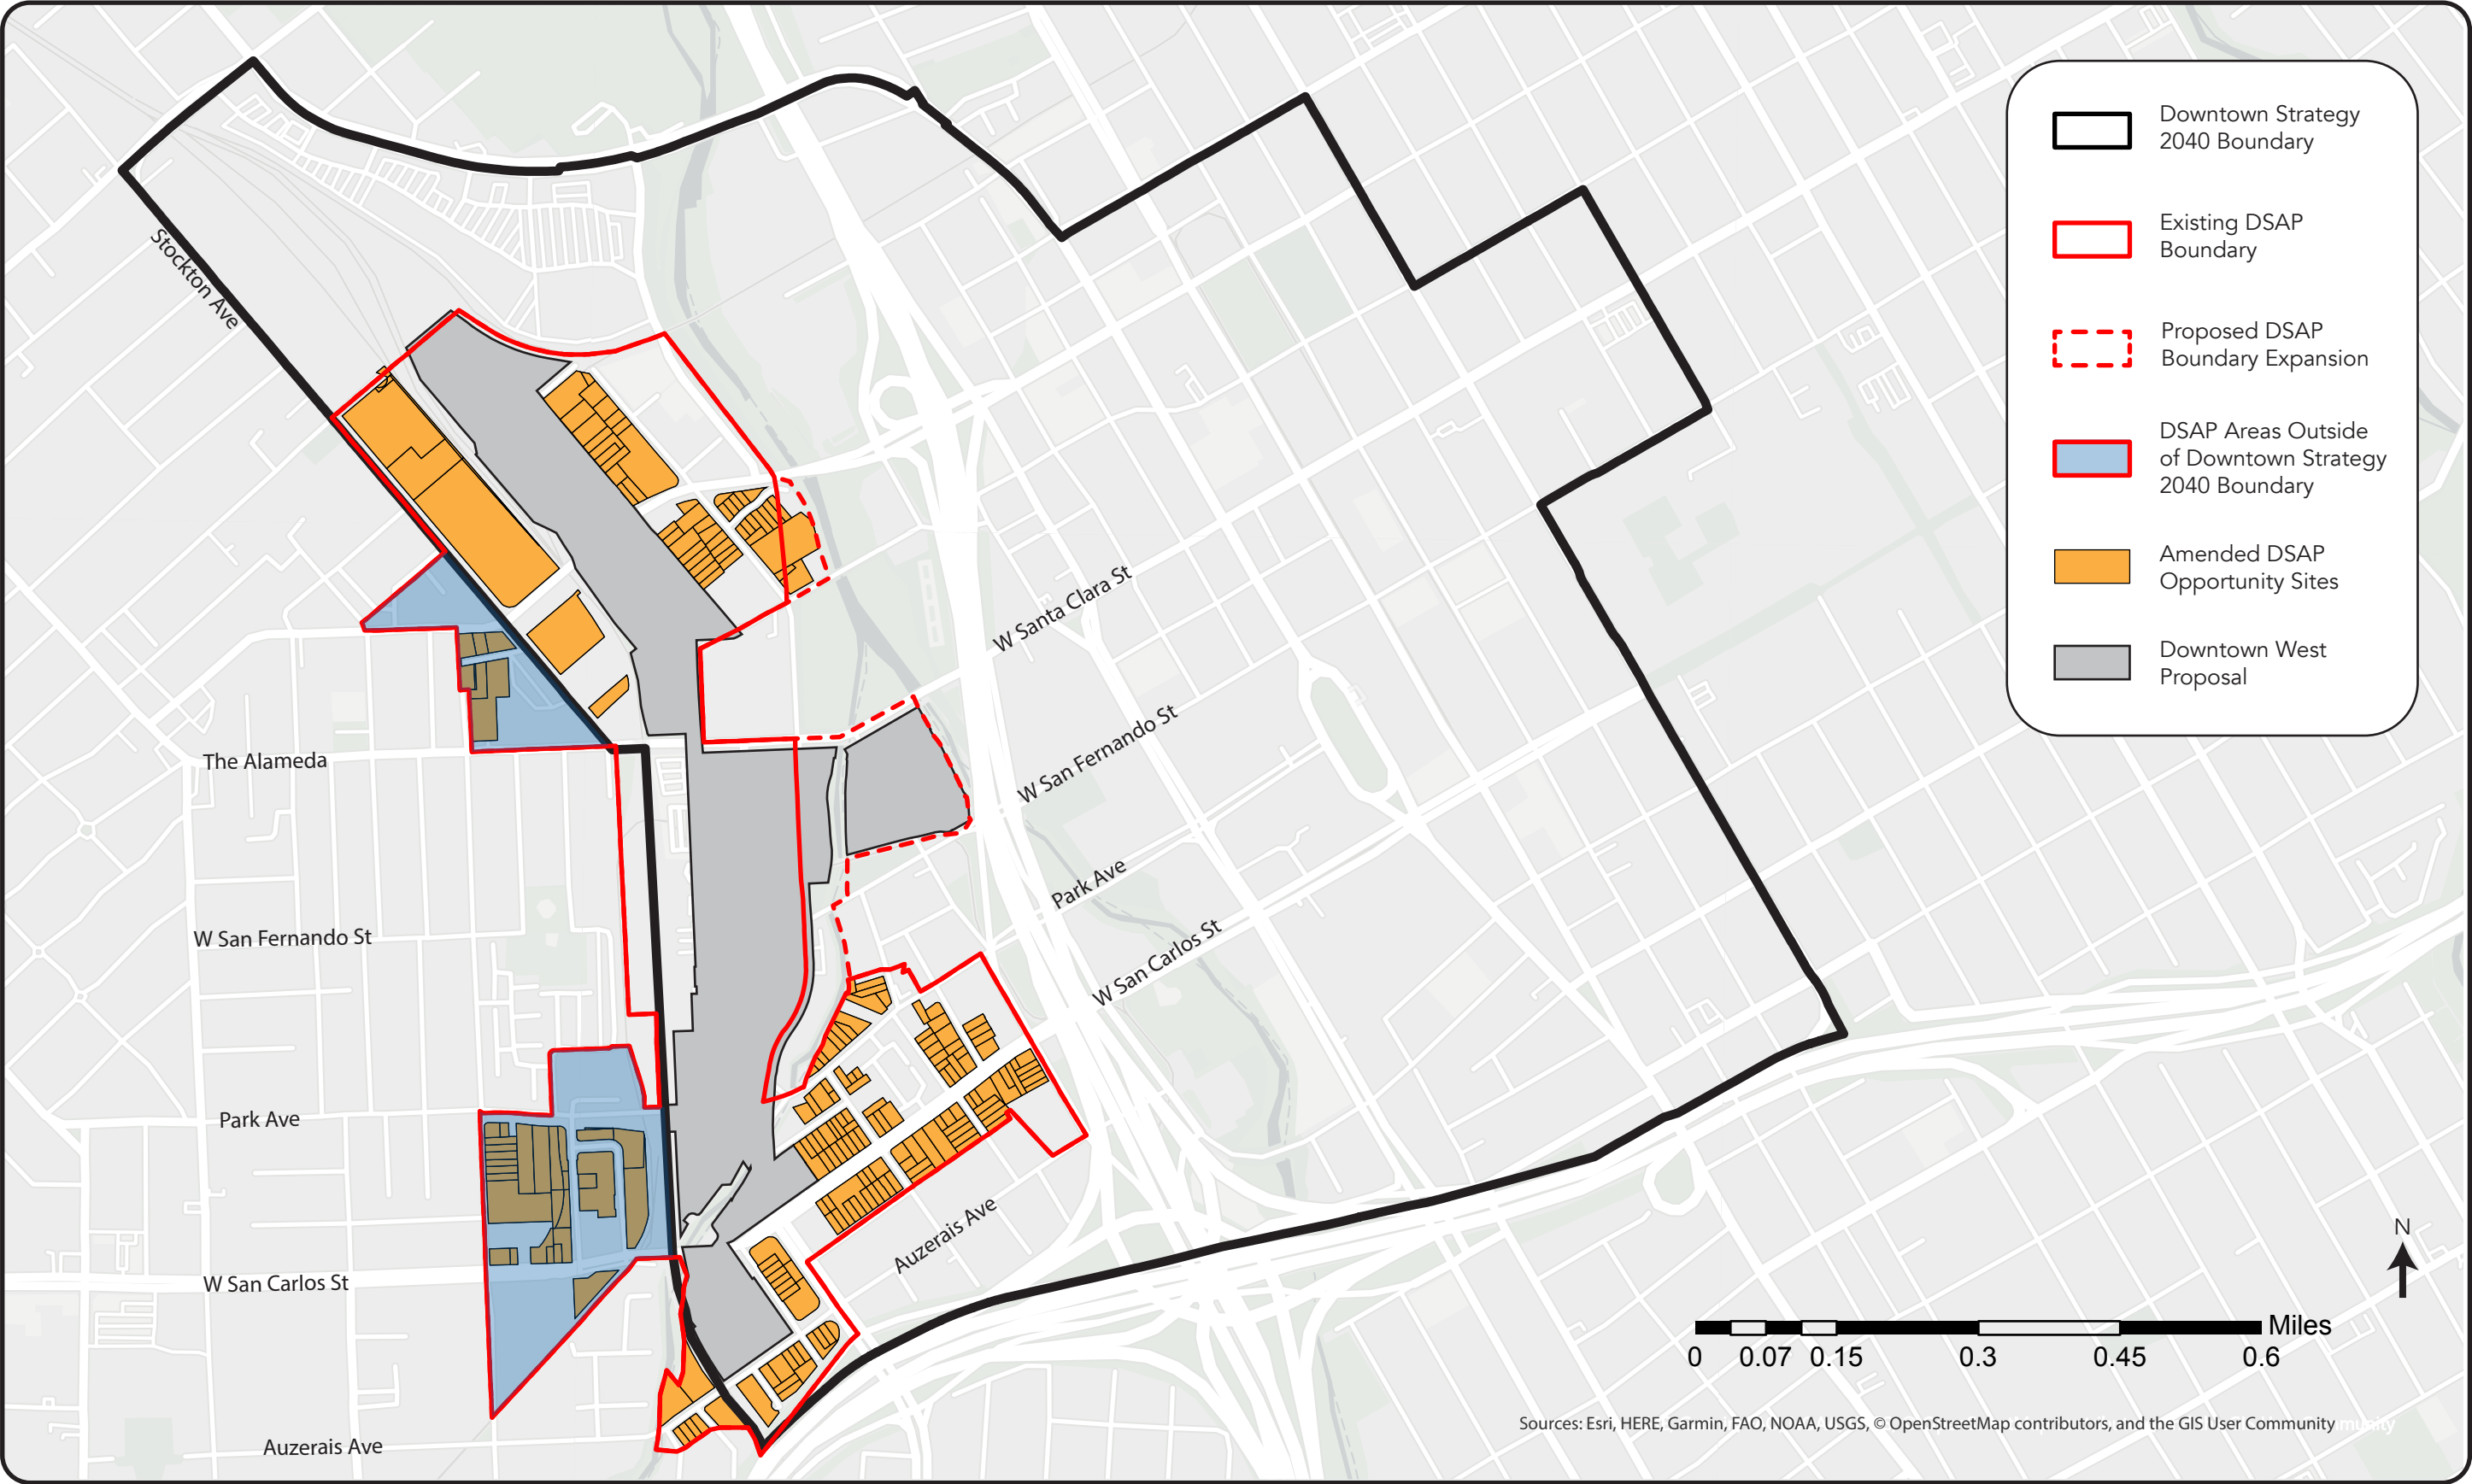 Downtown Strategy
2040 Boundary
Existing DSAP
Boundary
Proposed DSAP
Boundary Expansion
DSAP Areas Outside
of Downtown Strategy
2040 Boundary
Amended DSAP
Opportunity Sites
Downtown West
Proposal
Stockton Ave
W Santa Clara St
W San Fernando St
The Alameda
Park Ave
W San Fernando St
W San Carlos St
Park Ave
Auzerais Ave
W San Carlos St
Auzerais Ave
N
Miles
0 0.07 0.15 0.3 0.45 0.6
Sources: Esri, HERE, Garmin, FAO, NOAA, USGS, © OpenStreetMap contributors, and the GIS User Community
munity